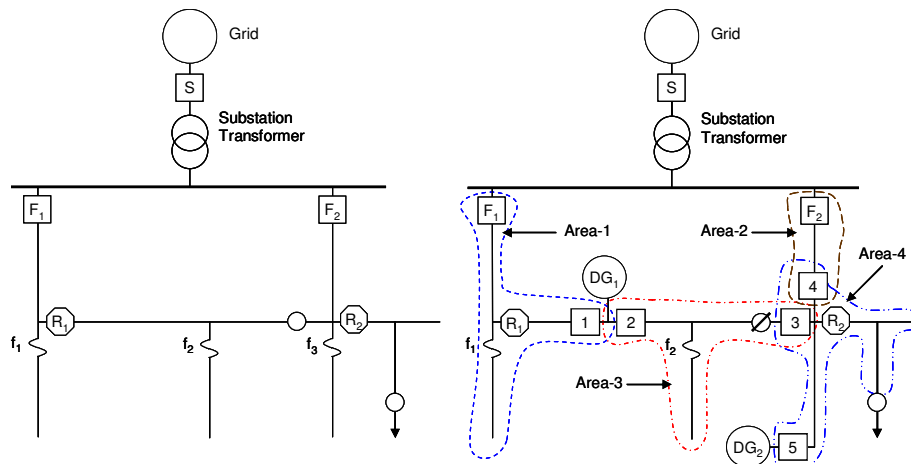 Grid
S
Substation
Transformer
F1
F2
R1
R2
f1
f2
f3
Grid
S
Substation
Transformer
F1
Area-1
Area-2
F2
Area-4
DG1
4
R1
1
2
3
R2
f1
f2
Area-3
DG2
5